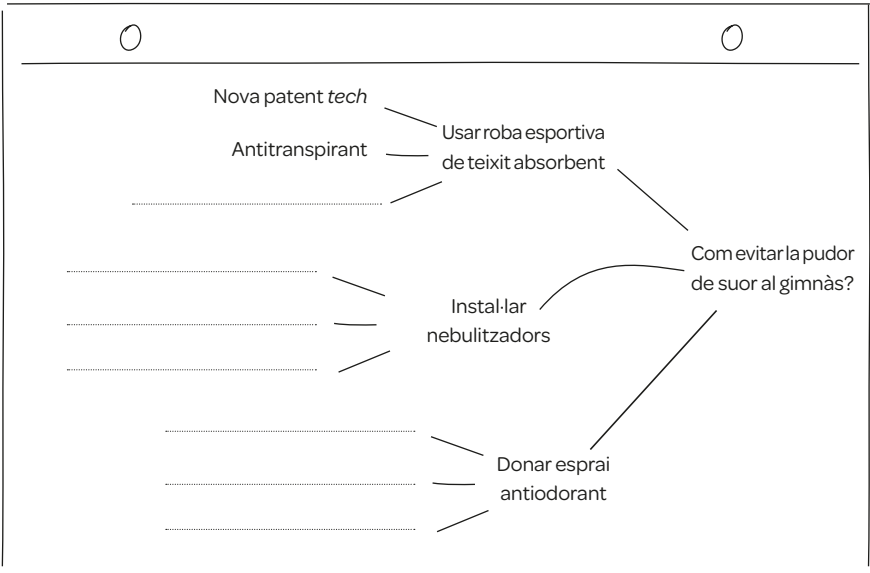 Nova patent tech
Antitranspirant
Usar roba esportiva
de teixit absorbent
Com evitar la pudor
de suor al gimnàs?
Instal·lar
nebulitzadors
Donar esprai
antiodorant